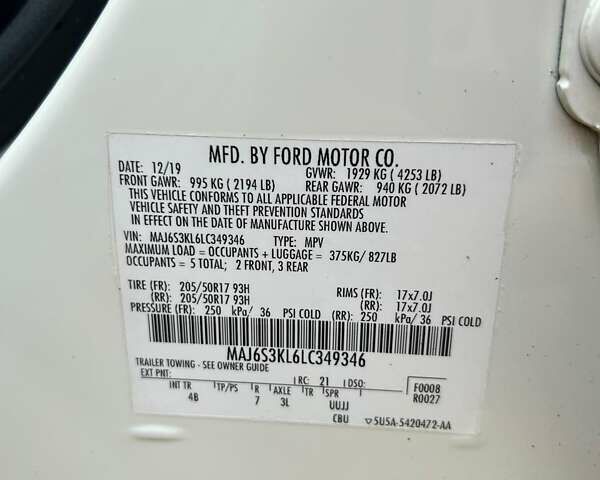 MFD. BY FORD MOTOR CO.
DATE: 12/19 GVWR: 1929 KG ( 4253 LB)
FRONT GAWR: 995 KG ( 2194 LB) REAR GAWR: 940 KG ( 2072 LB)
THIS VEHICLE CONFORMS TO ALL APPLICABLE FEDERAL MOTOR
VEHICLE SAFETY AND THEFT PREVENTION STANDARDS
IN EFFECT ON THE DATE OF MANUFACTURE SHOWN ABOVE.
VIN: MAJ6S3KL6LC349346 TYPE: MPV
MAXIMUM LOAD = OCCUPANTS + LUGGAGE = 375KG/ 827LB
OCCUPANTS = 5 TOTAL; 2 FRONT, 3 REAR
TIRE (FR): 205/50R17 93H RIMS (FR): 17x7.0J
(RR): 205/50R17 93H (RR): 17x7.0J
PRESSURE (FR): 250 kPa/ 36 PSI COLD (RR): 250 kPa/ 36 PSI COLD
MAJ6S3KL6LC349346
TRAILER TOWING - SEE OWNER GUIDE
EXT PNT: RC: 21 DSO: F0008
INT TR TP/PS R AXLE TR SPR R0027
4B 7 3L UUJJ
CBU 5U5A-5420472-AA